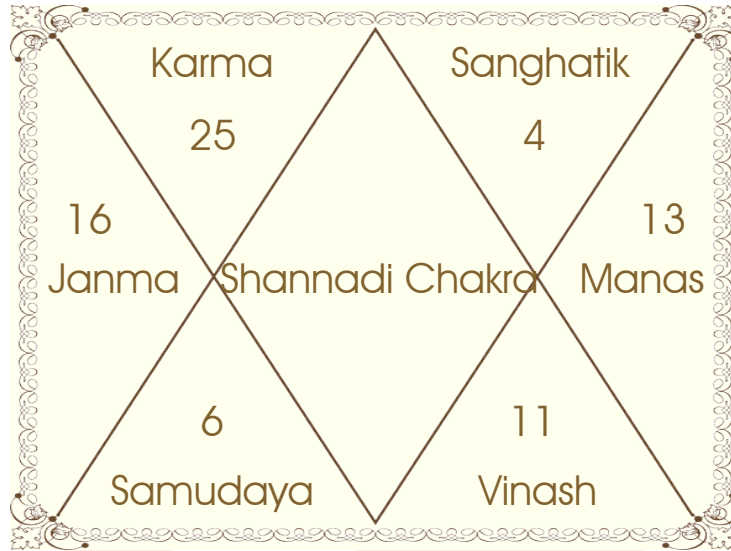 Karma
25
Sanghatik
4
16
Janma
Shannadi Chakra
13
Manas
6
Samudaya
11
Vinash